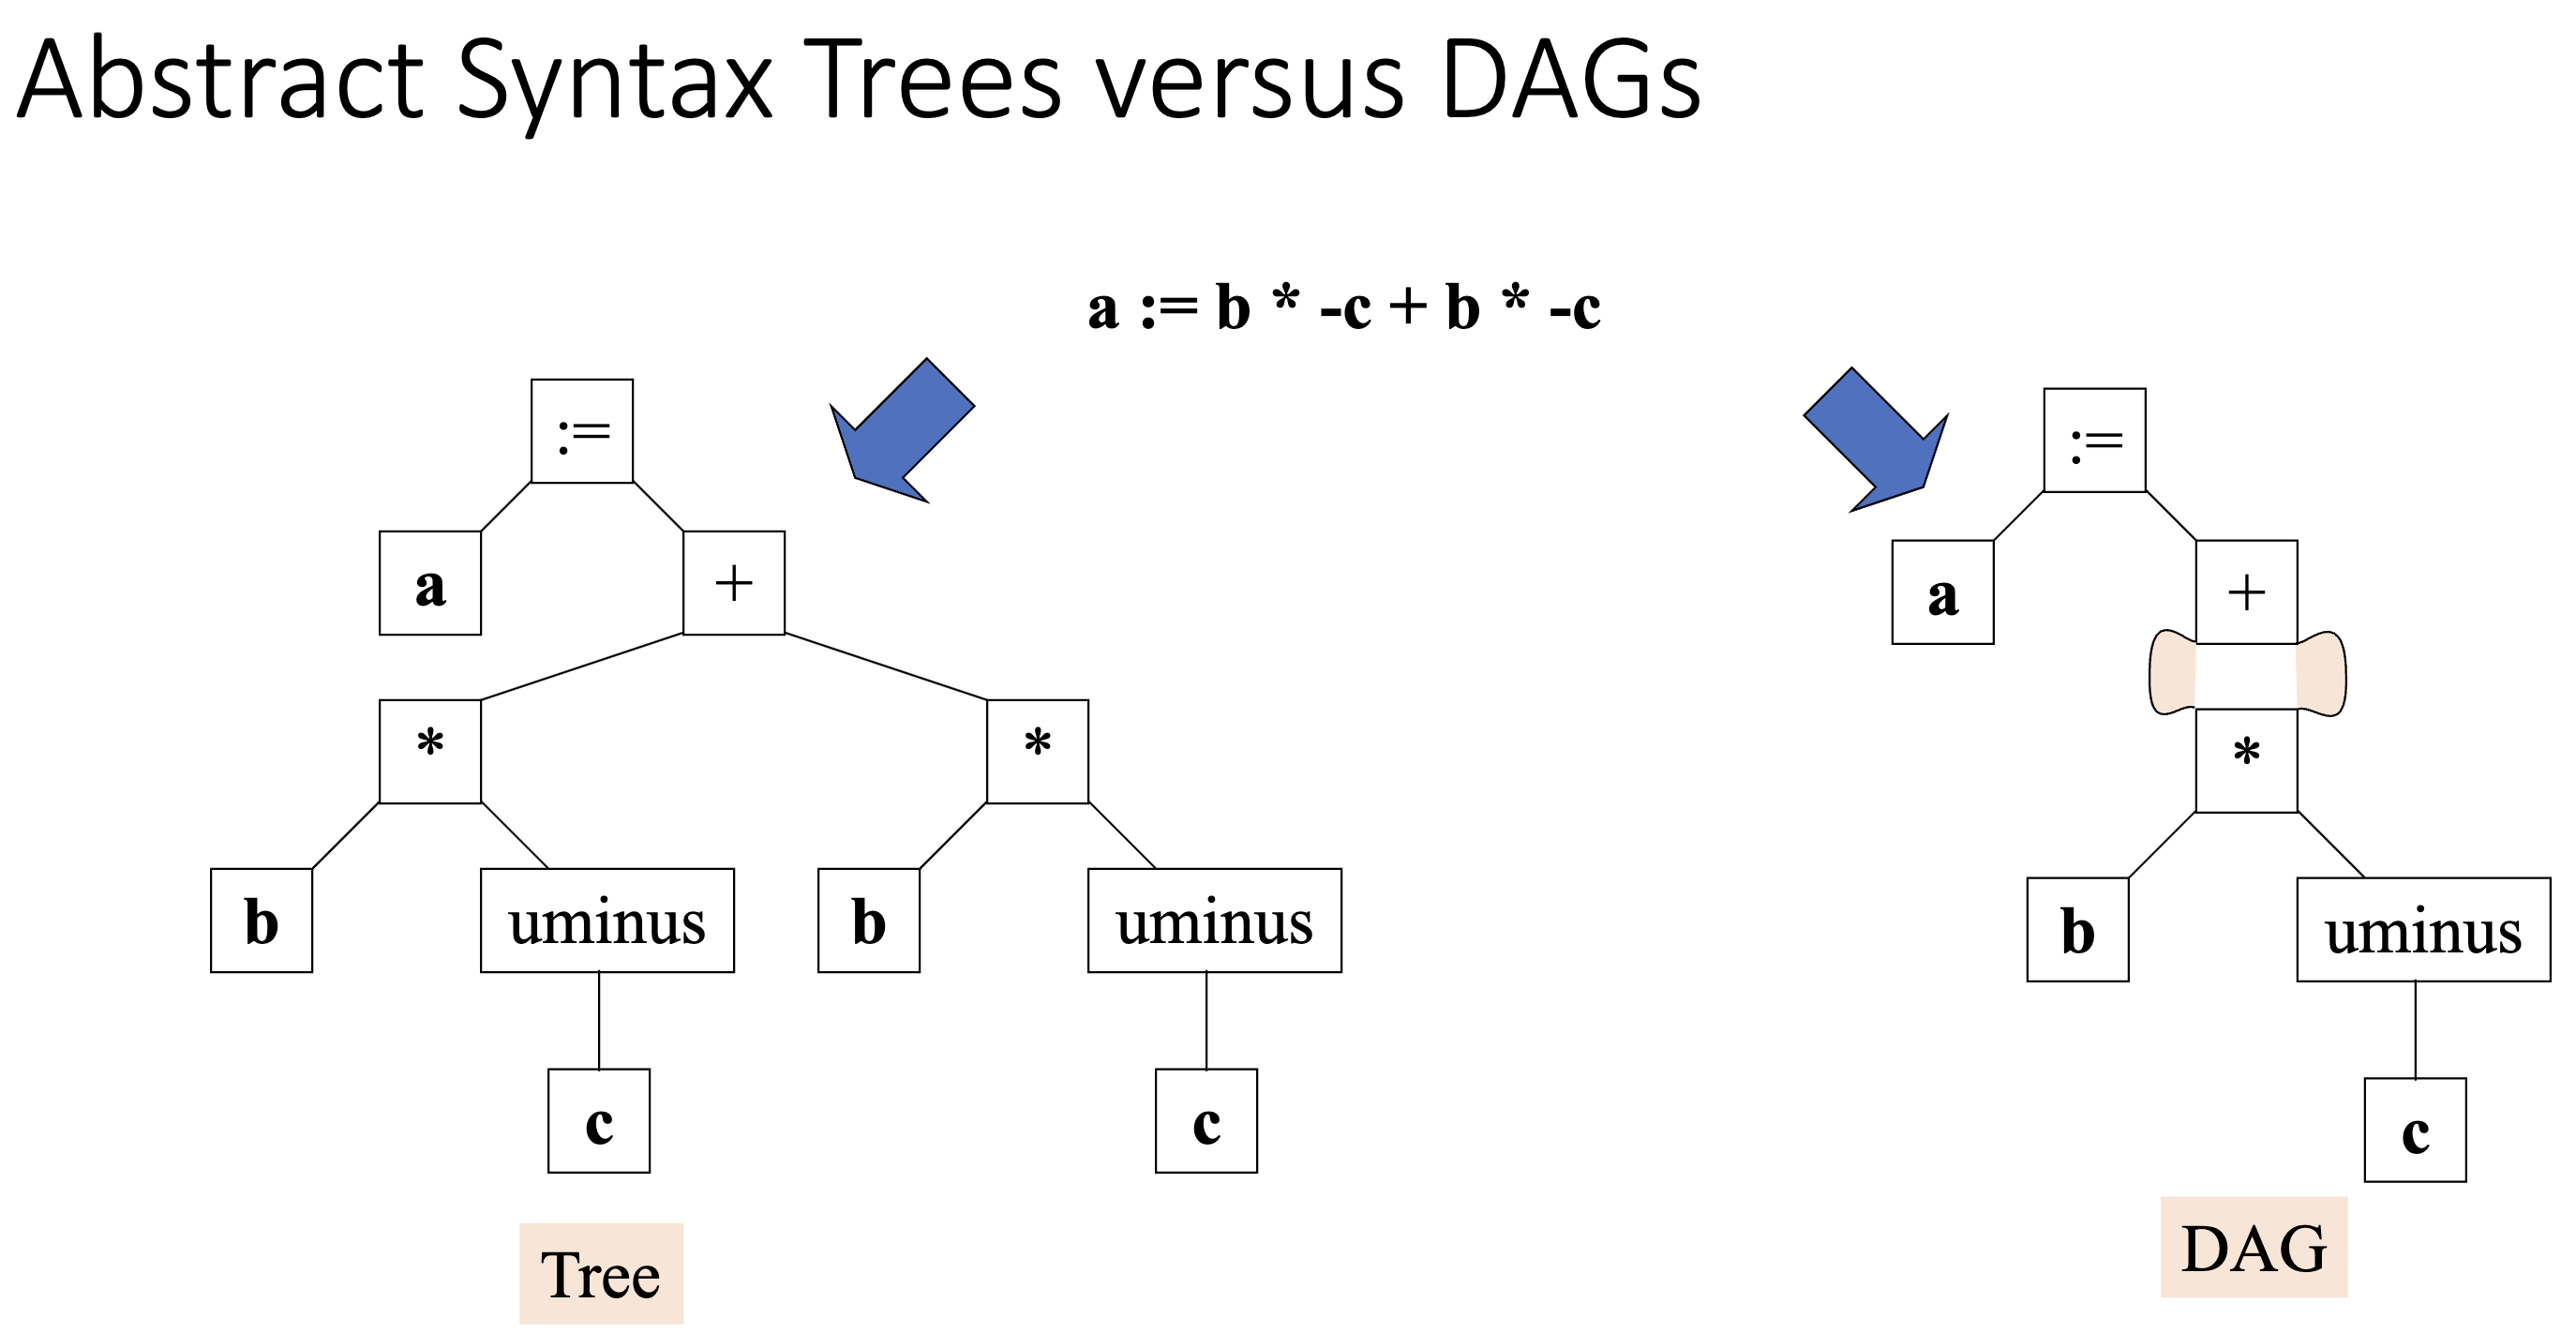 Abstract Syntax Trees versus DAGs
a := b * -c + b * -c
:=
a
+
*
*
b
uminus
b
uminus
c
c
Tree
:=
a
+
*
b
uminus
c
DAG